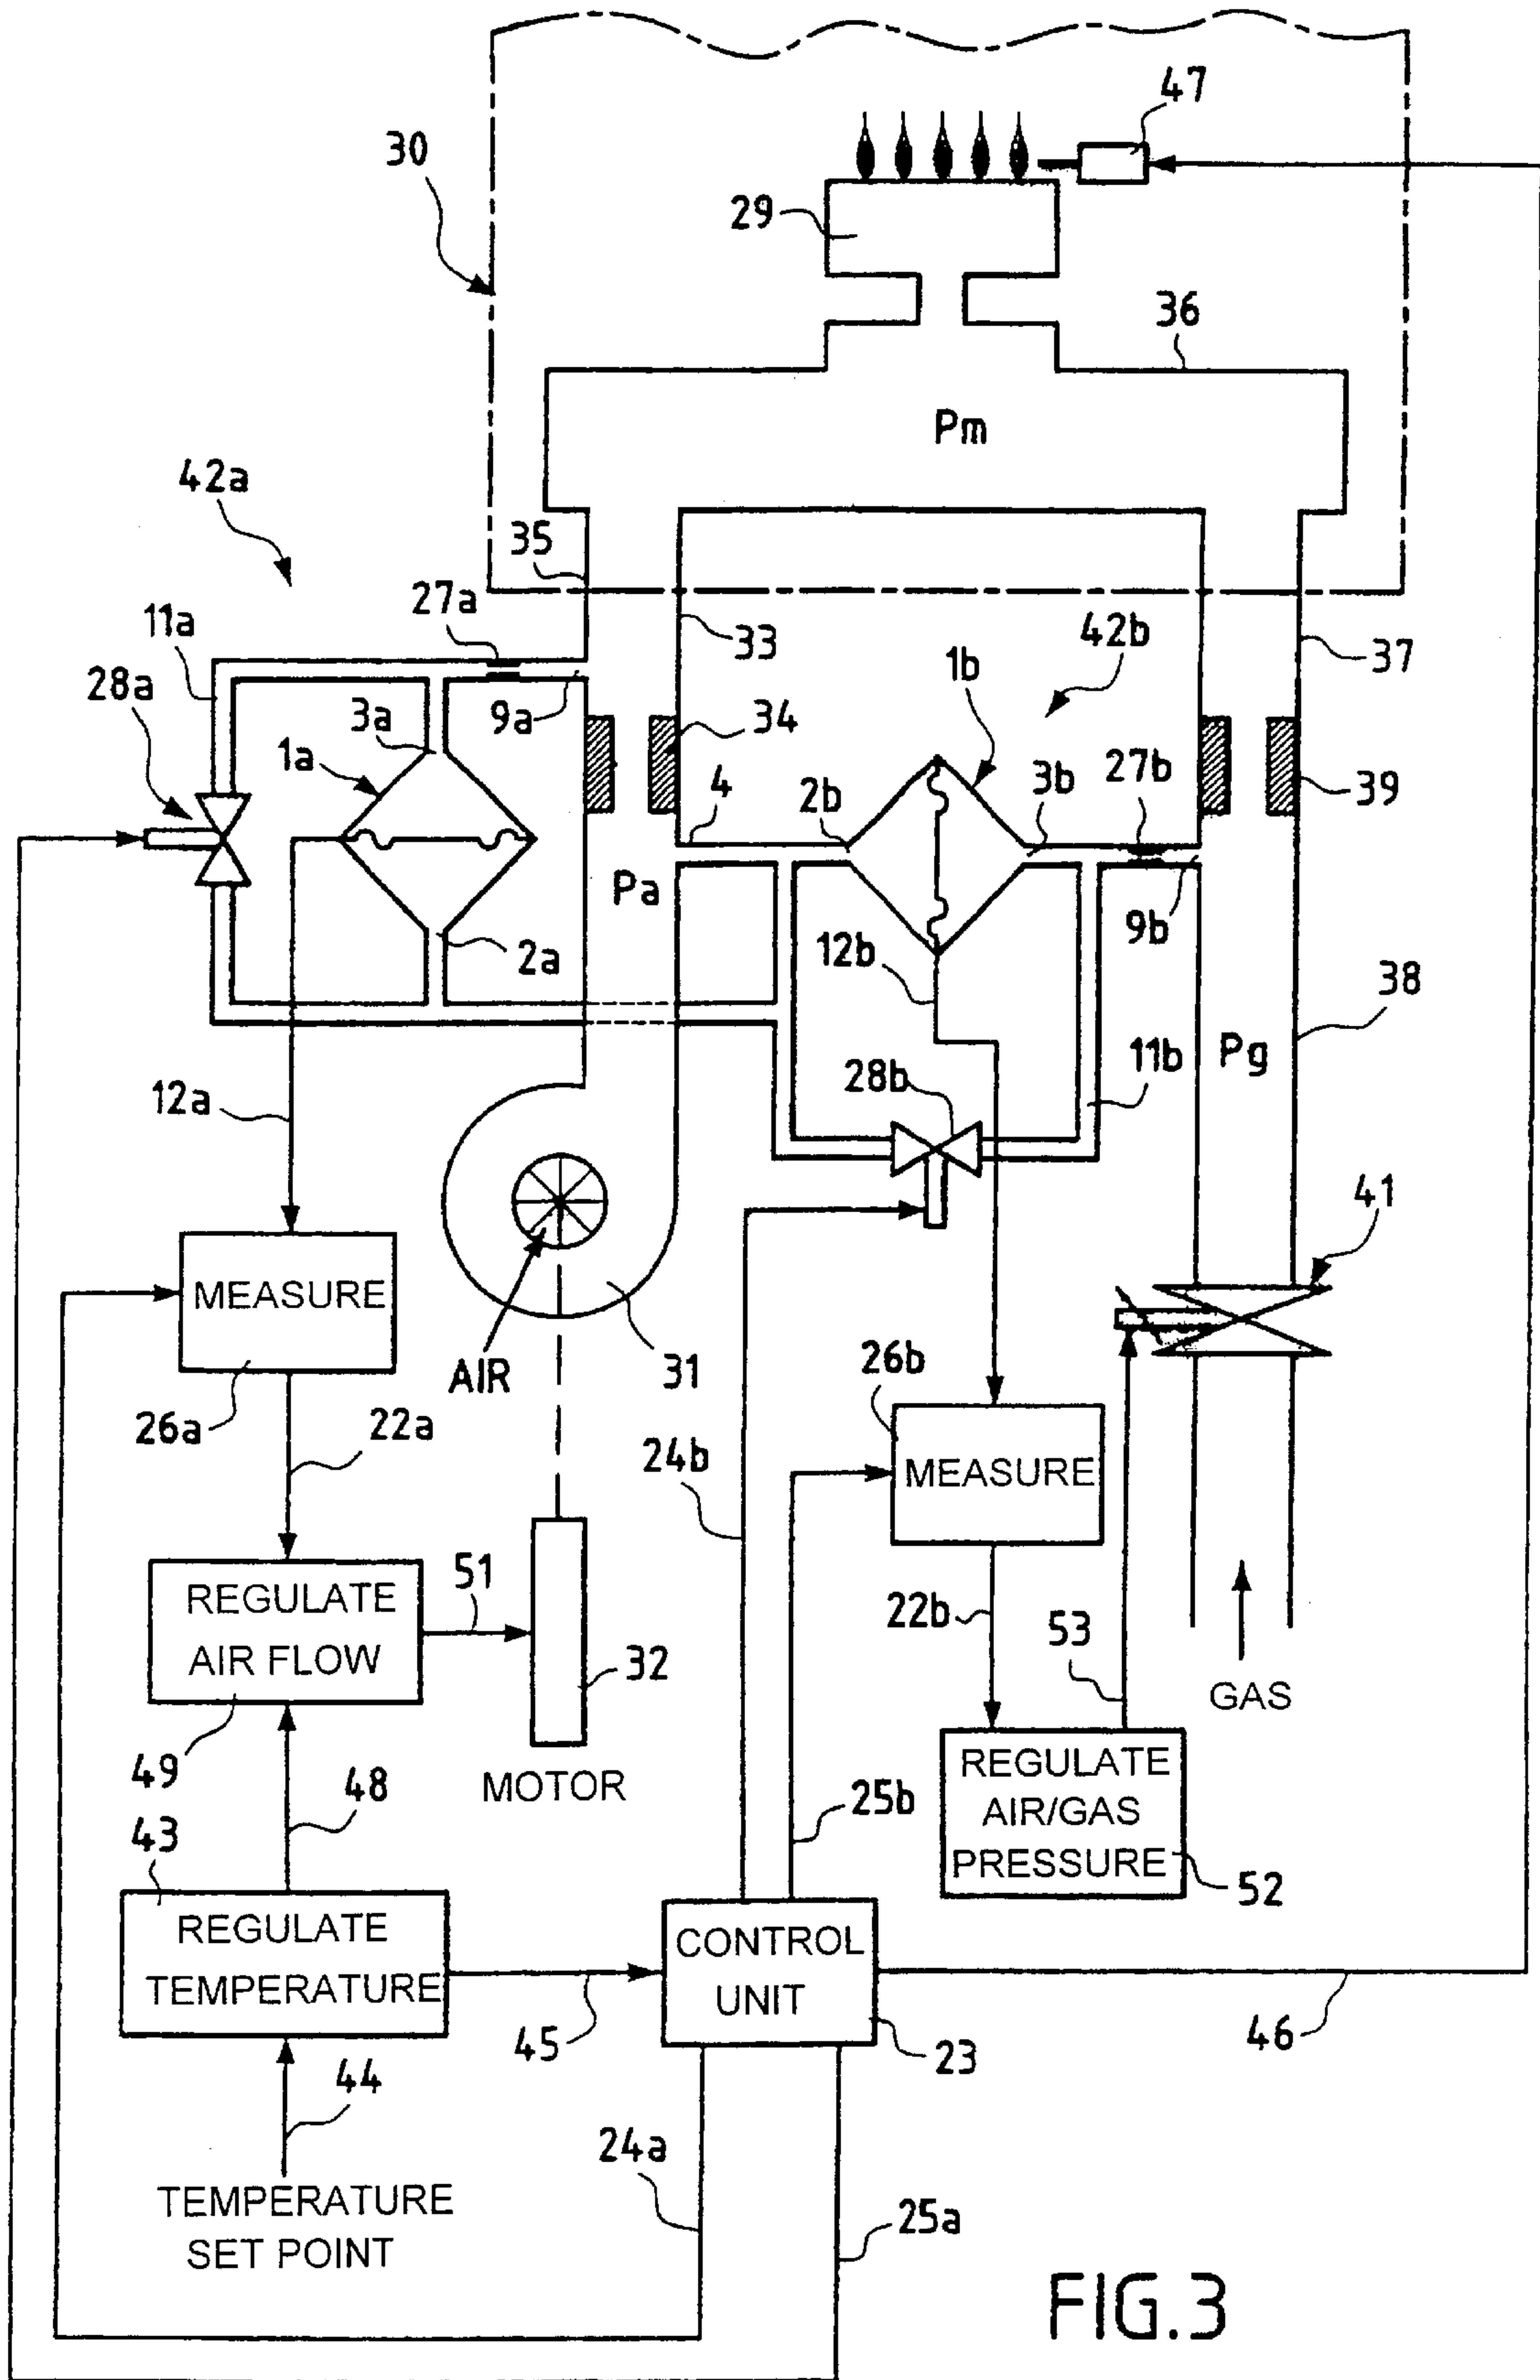 47
30
29
36
Pm
42a
35
27a
11a
33
42b
37
28a
3a
9a
1b
34
1a
4
2b
3b
27b
39
Pa
2a
12b
9b
38
28b
11b
Pg
12a
41
MEASURE
AIR
31
26b
26a
22a
24b
MEASURE
REGULATE
AIR FLOW
51
22b
53
32
GAS
49
48
MOTOR
REGULATE
AIR/GAS
PRESSURE
25b
43
52
REGULATE
TEMPERATURE
CONTROL
UNIT
45
23
46
44
24a
TEMPERATURE
SET POINT
25a
FIG.3